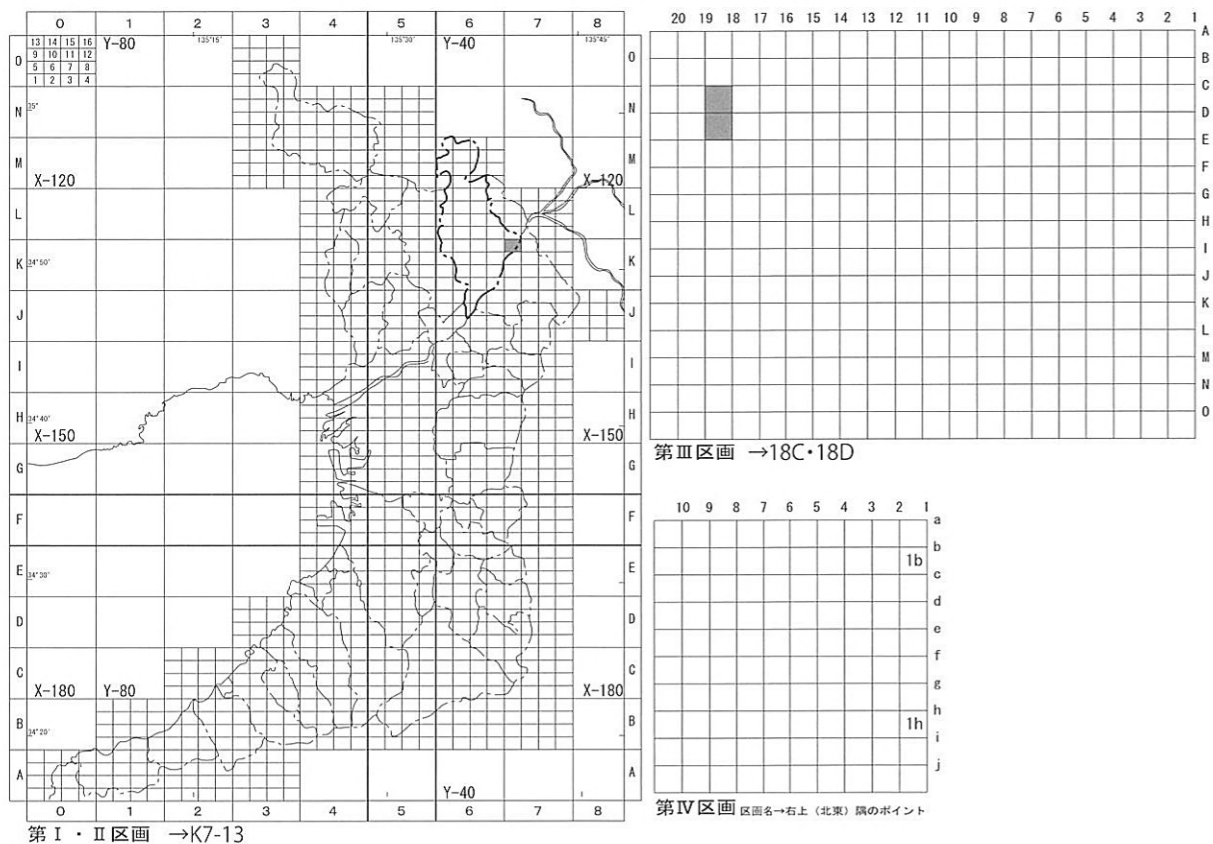 0 1 2 3 4 5 6 7 8
13 14 15 16
9 10 11 12
5 6 7 8
1 2 3 4
Y-80
135°15'
135°30'
Y-40
135°45'
O
O
N
35°
N
M
M
X-120
X-120
L
L
K
34°50'
K
J
J
I
I
H
34°40'
H
X-150
X-150
G
G
F
F
E
34°30'
E
D
D
C
C
X-180
Y-80
X-180
B
34°20'
B
A
A
Y-40
0 1 2 3 4 5 6 7 8
第Ⅰ・Ⅱ区画 →K7-13
20 19 18 17 16 15 14 13 12 11 10 9 8 7 6 5 4 3 2 1
A
B
C
D
E
F
G
H
I
J
K
L
M
N
O
第Ⅲ区画 →18C・18D
10 9 8 7 6 5 4 3 2 1
a
b
1b
c
d
e
f
g
h
1h
i
j
第Ⅳ区画 区画名→右上（北東）隅のポイント